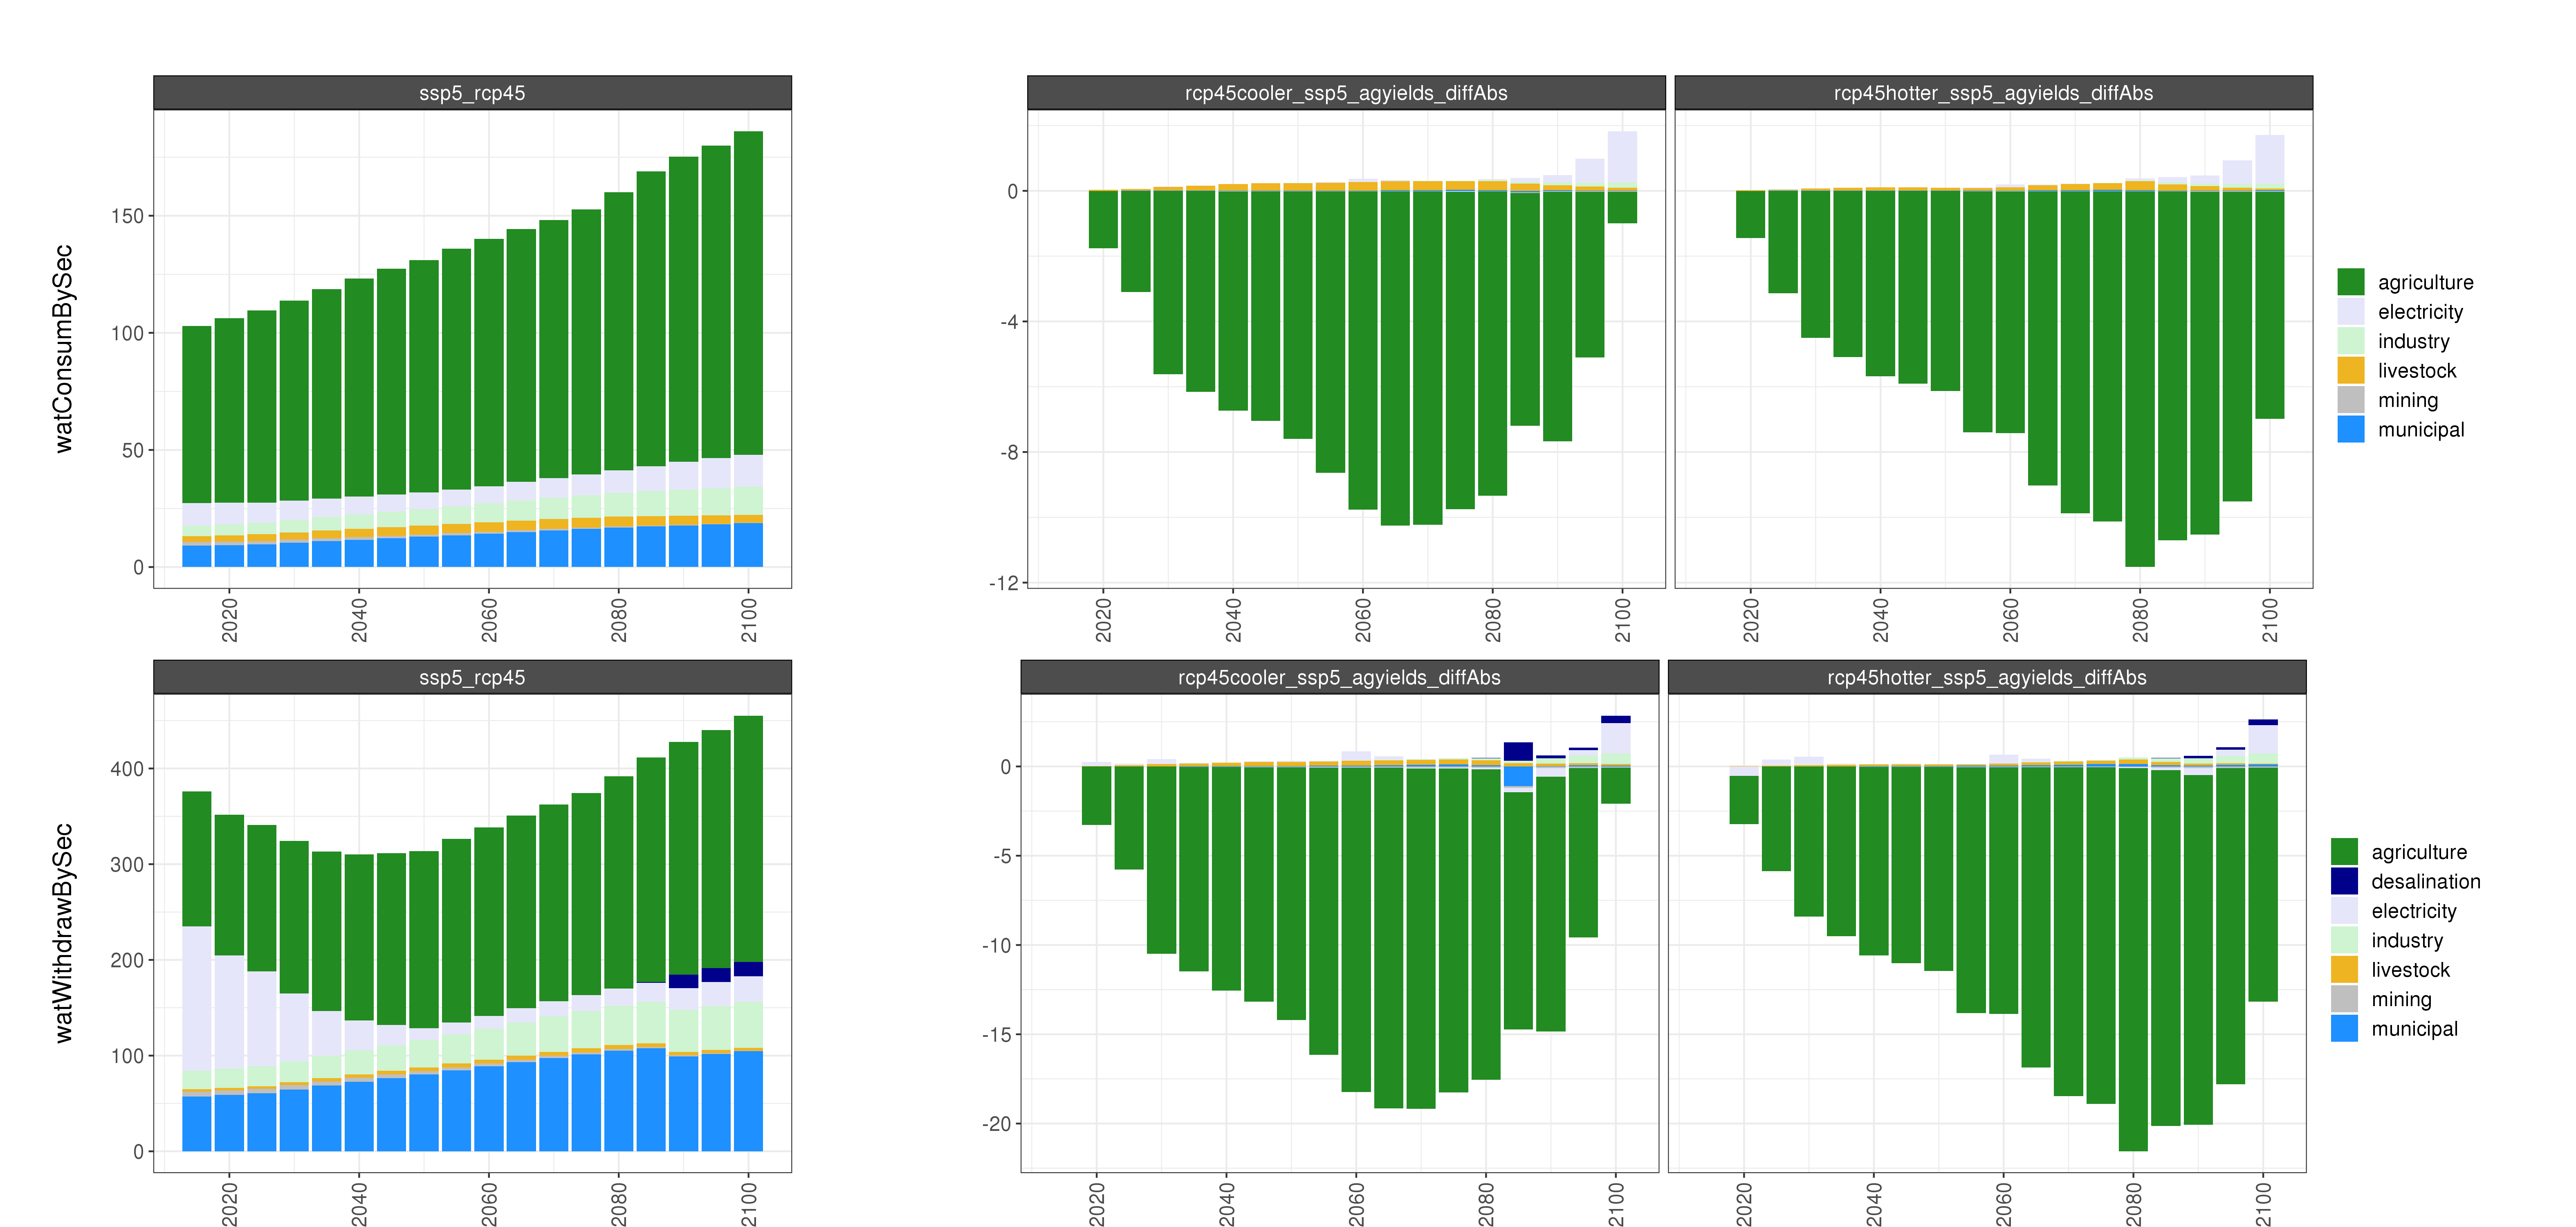 ssp5_rcp45
rcp45cooler_ssp5_agyields_diffAbs
rcp45hotter_ssp5_agyields_diffAbs
watConsumBySec
150
100
50
0
0
-4
-8
-12
2020 2040 2060 2080 2100
2020 2040 2060 2080 2100
2020 2040 2060 2080 2100
agriculture
electricity
industry
livestock
mining
municipal
ssp5_rcp45
rcp45cooler_ssp5_agyields_diffAbs
rcp45hotter_ssp5_agyields_diffAbs
watWithdrawBySec
400
300
200
100
0
0
-5
-10
-15
-20
2020 2040 2060 2080 2100
2020 2040 2060 2080 2100
2020 2040 2060 2080 2100
agriculture
desalination
electricity
industry
livestock
mining
municipal